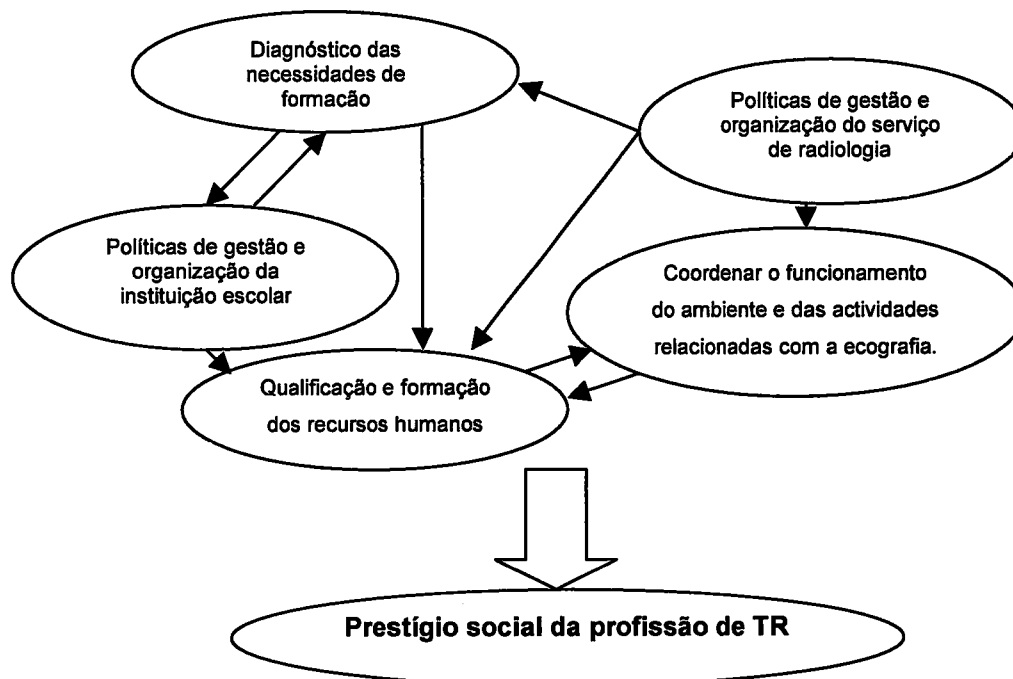 Diagnóstico das
necessidades de
formacão
Políticas de gestão e
organização do serviço
de radiologia
Políticas de gestão e
organização da
instituição escolar
Coordenar o funcionamento
do ambiente e das actividades
relacionadas com a ecografia.
Qualificação e formação
dos recursos humanos
Prestígio social da profissão de TR